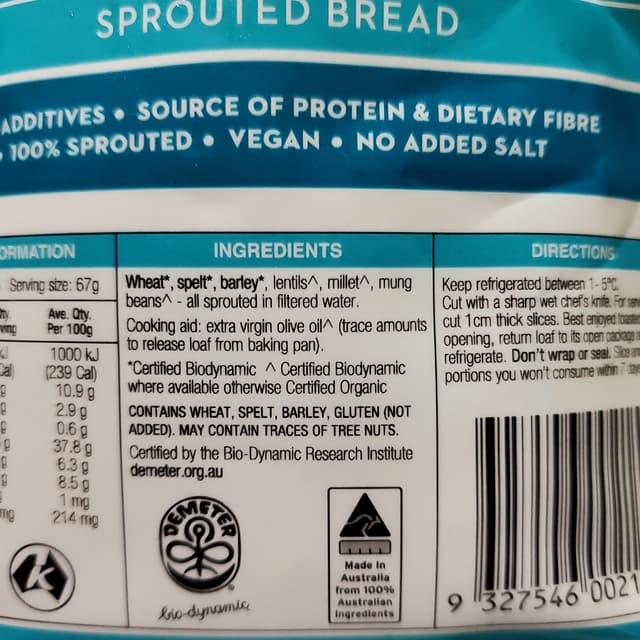 SPROUTED BREAD
ADDITIVES • SOURCE OF PROTEIN & DIETARY FIBRE
100% SPROUTED • VEGAN • NO ADDED SALT
ORMATION
Serving size: 67g
Ave. Qty.
Per 100g
1000 kJ
(239 Cal)
10.9 g
2.9 g
0.6 g
37.8 g
6.3 g
8.5 g
1 mg
214 mg
K
INGREDIENTS
Wheat*, spelt*, barley*, lentils^, millet^, mung
beans^ - all sprouted in filtered water.
Cooking aid: extra virgin olive oil^ (trace amounts
to release loaf from baking pan).
*Certified Biodynamic ^ Certified Biodynamic
where available otherwise Certified Organic
CONTAINS WHEAT, SPELT, BARLEY, GLUTEN (NOT
ADDED). MAY CONTAIN TRACES OF TREE NUTS.
Certified by the Bio-Dynamic Research Institute
demeter.org.au
DEMETER
bio-dynamic
Made in
Australia
from 100%
Australian
Ingredients
DIRECTIONS
Keep refrigerated between 1-5°C.
Cut with a sharp wet chef's knife. For
cut 1cm thick slices. Best enjoyed toasted
opening, return loaf to its open package
refrigerate. Don't wrap or seal. Slice
portions you won't consume within 7 days
9 327546 0021